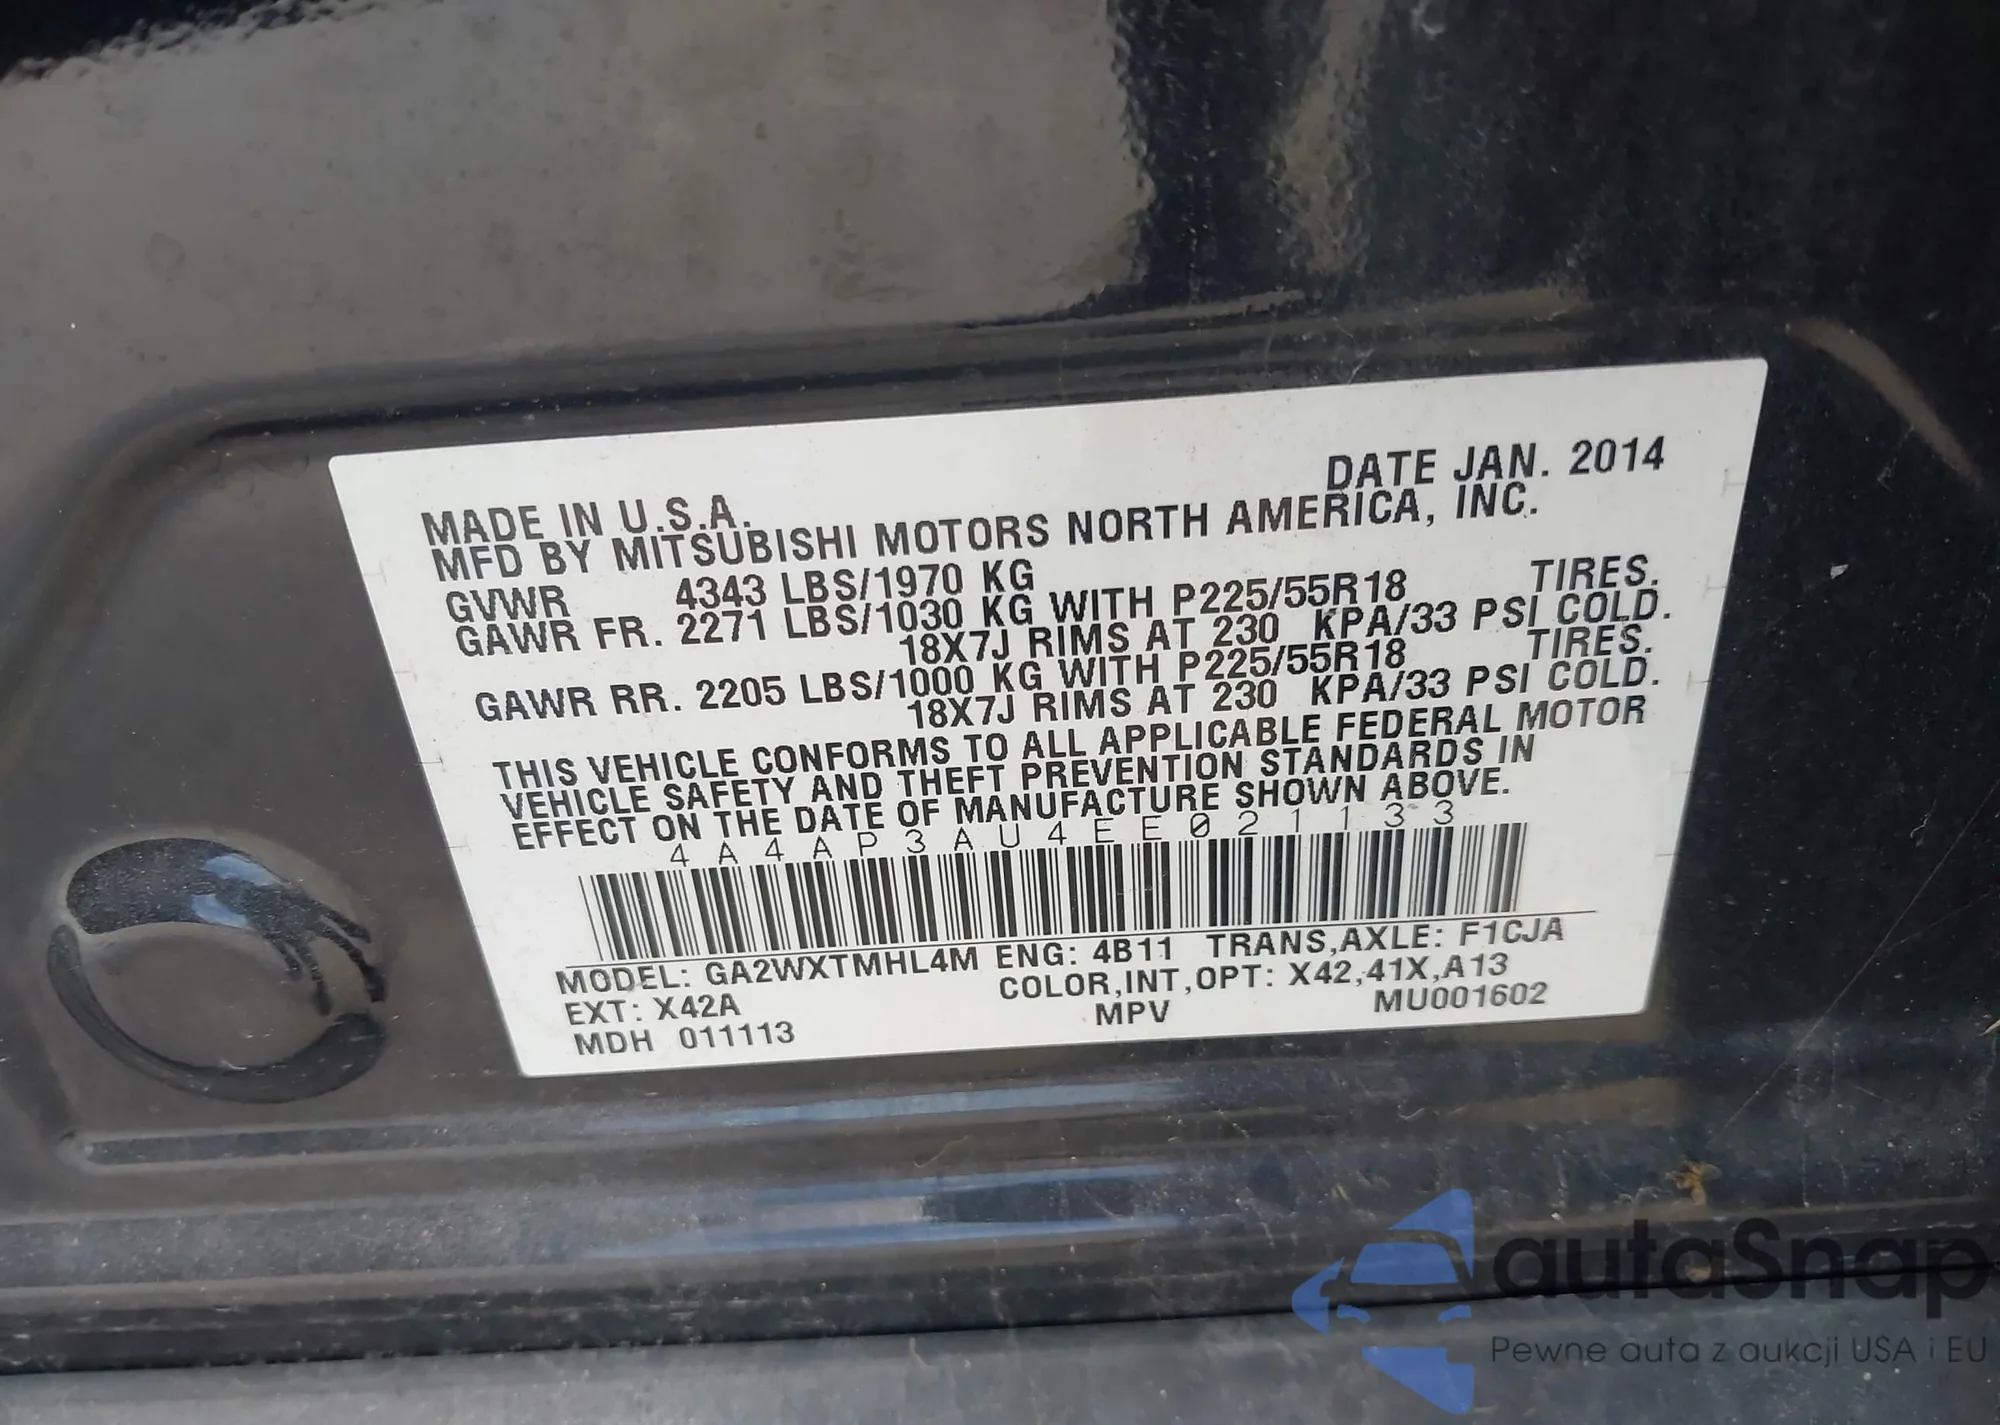 DATE JAN. 2014
MADE IN U.S.A.
MFD BY MITSUBISHI MOTORS NORTH AMERICA, INC.
GVWR 4343 LBS/1970 KG
GAWR FR. 2271 LBS/1030 KG WITH P225/55R18 TIRES.
18X7J RIMS AT 230 KPA/33 PSI COLD.
GAWR RR. 2205 LBS/1000 KG WITH P225/55R18 TIRES.
18X7J RIMS AT 230 KPA/33 PSI COLD.
THIS VEHICLE CONFORMS TO ALL APPLICABLE FEDERAL MOTOR
VEHICLE SAFETY AND THEFT PREVENTION STANDARDS IN
EFFECT ON THE DATE OF MANUFACTURE SHOWN ABOVE.
4A4AP3AU4EE021133
MODEL: GA2WXTMHL4M ENG: 4B11 TRANS,AXLE: F1CJA
EXT: X42A COLOR,INT,OPT: X42,41X,A13
MDH 011113 MPV MU001602
autaSnap
Pewne auta z aukcji USA i EU